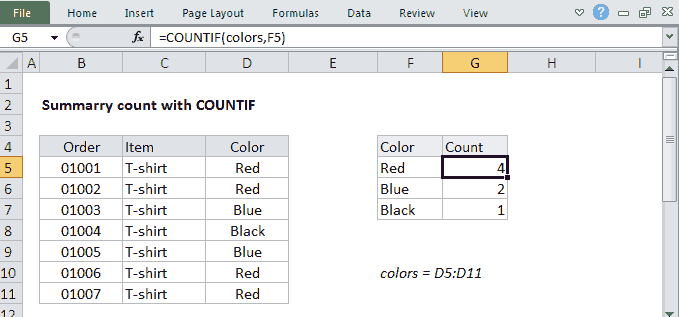 File Home Insert Page Layout Formulas Data Review View ?
G5 fx =COUNTIF(colors,F5)
A B C D E F G H I
1
2 Summarry count with COUNTIF
3
4 Order Item Color Color Count
5 01001 T-shirt Red Red 4
6 01002 T-shirt Red Blue 2
7 01003 T-shirt Blue Black 1
8 01004 T-shirt Black
9 01005 T-shirt Blue
10 01006 T-shirt Red colors = D5:D11
11 01007 T-shirt Red
12